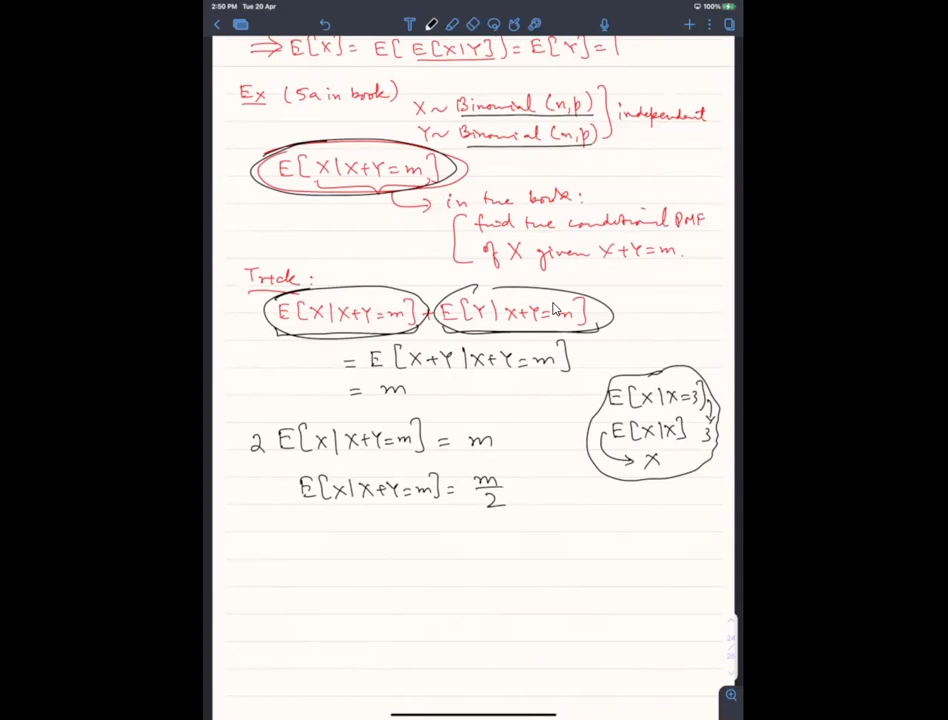 2:50 PM Tue 20 Apr
100%
T
⟹ E[X] = E[ E[X|Y] ] = E[Y] = 1
Ex (5a in book)
X ~ Binomial (n,p)
Y ~ Binomial (n,p)
independent
E[X|X+Y=m]
in the book:
find the conditional PMF
of X given X+Y=m.
Trick:
E[X|X+Y=m] + E[Y|X+Y=m]
= E[X+Y|X+Y=m]
= m
E[X|X=3]
E[X|X] 3
X
2 E[X|X+Y=m] = m
E[X|X+Y=m] = m/2
24